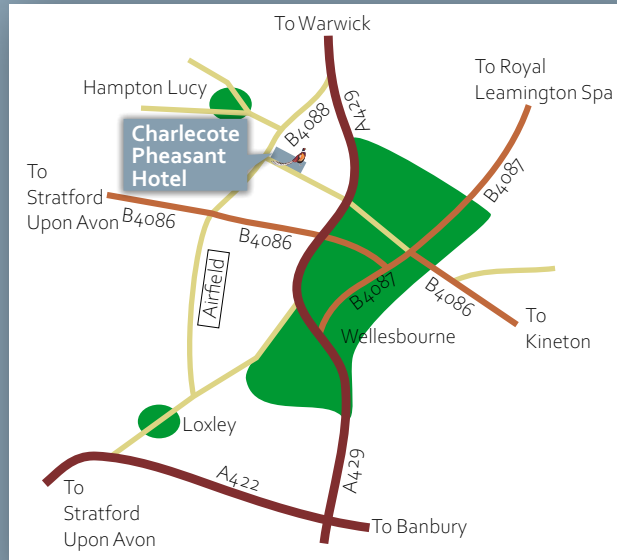 To Warwick
To Royal
Leamington Spa
Hampton Lucy
B4088
A429
Charlecote
Pheasant
Hotel
To
Stratford
Upon Avon
B4086
B4086
B4087
Airfield
B4087
B4086
Wellesbourne
To
Kineton
Loxley
A422
A429
To
Stratford
Upon Avon
To Banbury